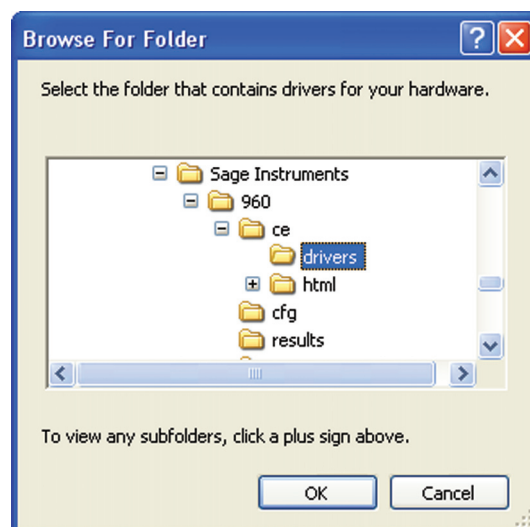 Browse For Folder
Select the folder that contains drivers for your hardware.
Sage Instruments
960
ce
drivers
html
cfg
results
To view any subfolders, click a plus sign above.
OK Cancel